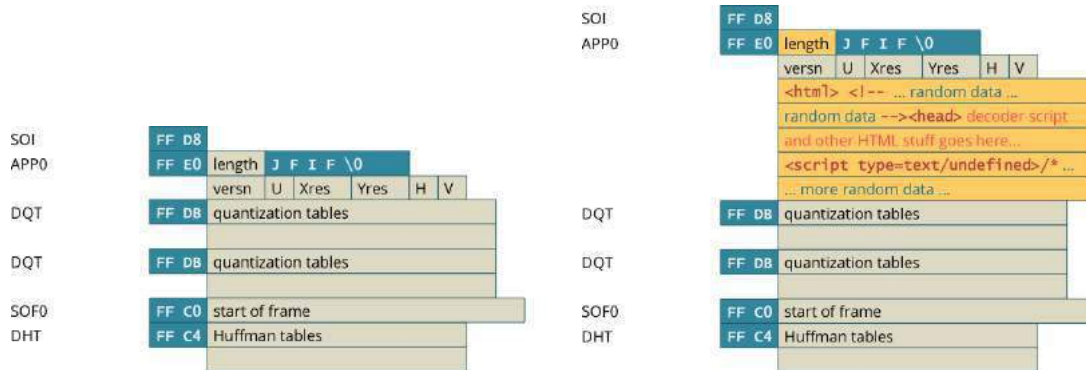 SOI FF D8
APP0 FF E0 length J F I F \0
versn U Xres Yres H V
DQT FF DB quantization tables
DQT FF DB quantization tables
SOF0 FF C0 start of frame
DHT FF C4 Huffman tables
SOI FF D8
APP0 FF E0 length J F I F \0
versn U Xres Yres H V
<html> <!-- ... random data ...
random data --><head> decoder script
and other HTML stuff goes here...
<script type=text/undefined>/* ...
... more random data ...
DQT FF DB quantization tables
DQT FF DB quantization tables
SOF0 FF C0 start of frame
DHT FF C4 Huffman tables